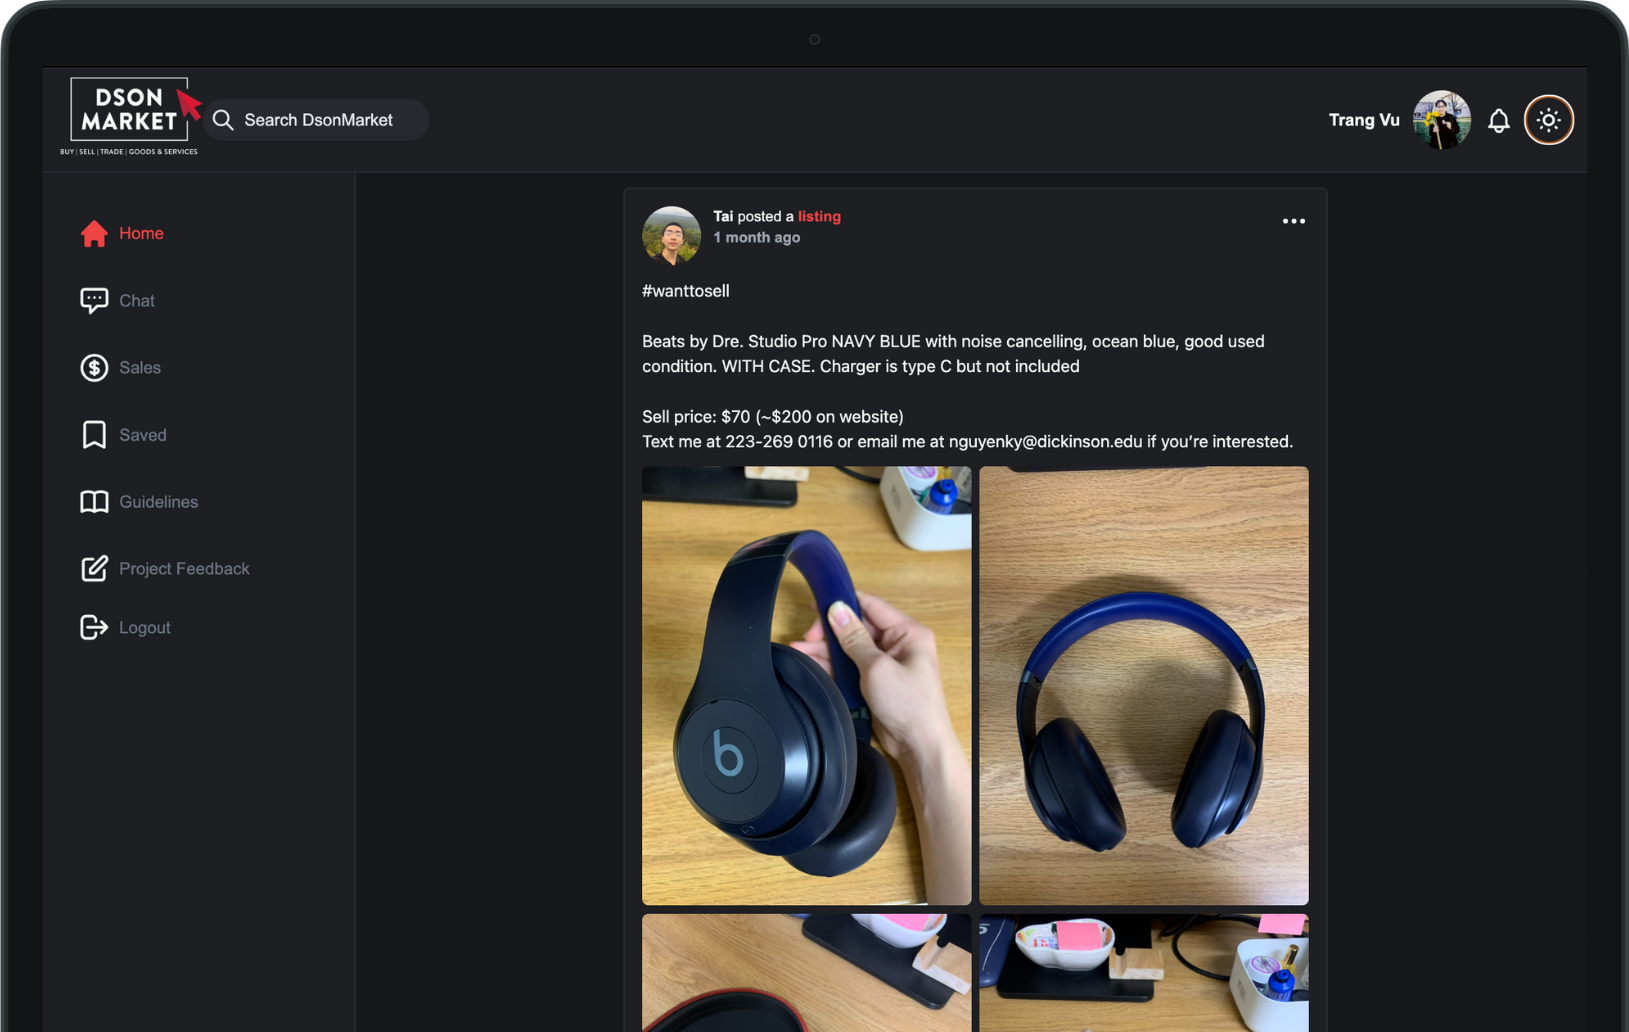 DSON
MARKET
BUY | SELL | TRADE | GOODS & SERVICES
Search DsonMarket
Trang Vu
Home
Chat
Sales
Saved
Guidelines
Project Feedback
Logout
Tai posted a listing
1 month ago
#wanttosell
Beats by Dre. Studio Pro NAVY BLUE with noise cancelling, ocean blue, good used
condition. WITH CASE. Charger is type C but not included
Sell price: $70 (~$200 on website)
Text me at 223-269 0116 or email me at nguyenky@dickinson.edu if you’re interested.
b